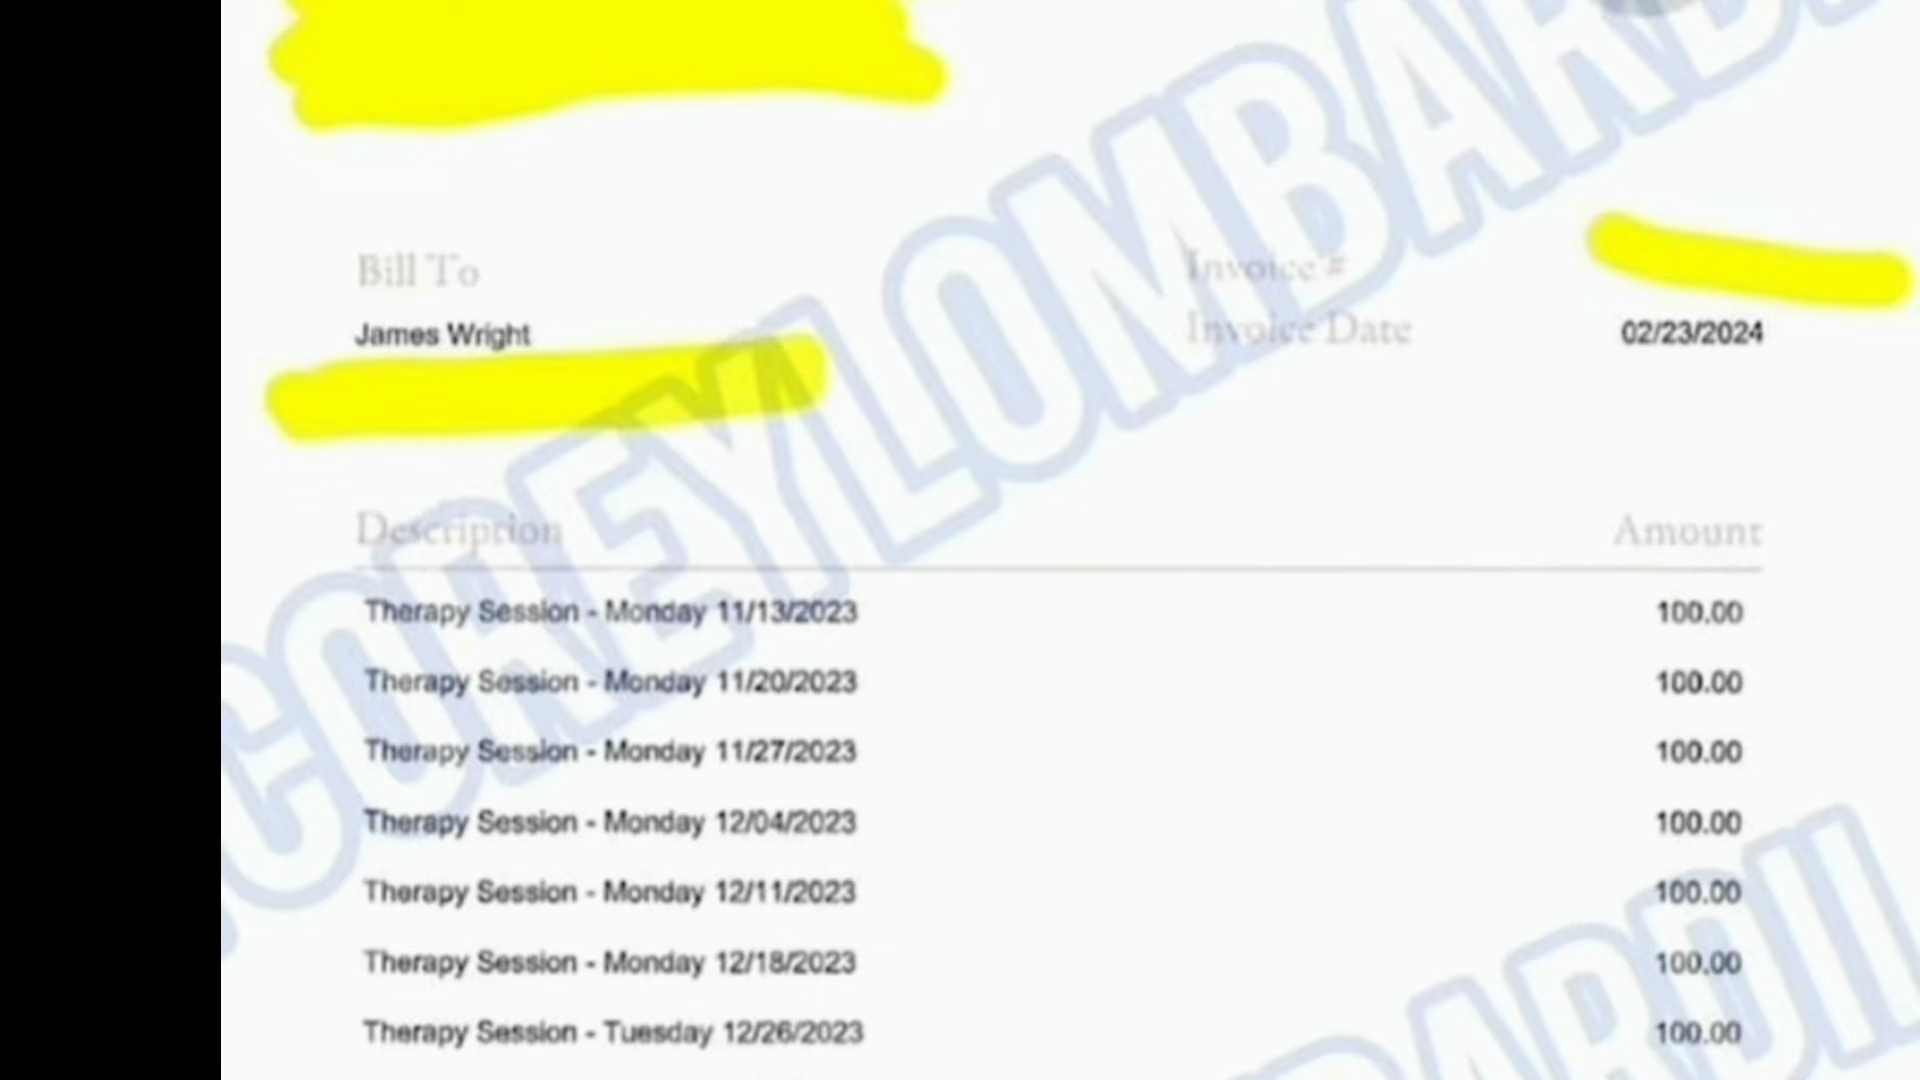 Bill To
James Wright
Invoice #
Invoice Date 02/23/2024
Description Amount
Therapy Session - Monday 11/13/2023 100.00
Therapy Session - Monday 11/20/2023 100.00
Therapy Session - Monday 11/27/2023 100.00
Therapy Session - Monday 12/04/2023 100.00
Therapy Session - Monday 12/11/2023 100.00
Therapy Session - Monday 12/18/2023 100.00
Therapy Session - Tuesday 12/26/2023 100.00
COREYLOMBARDI